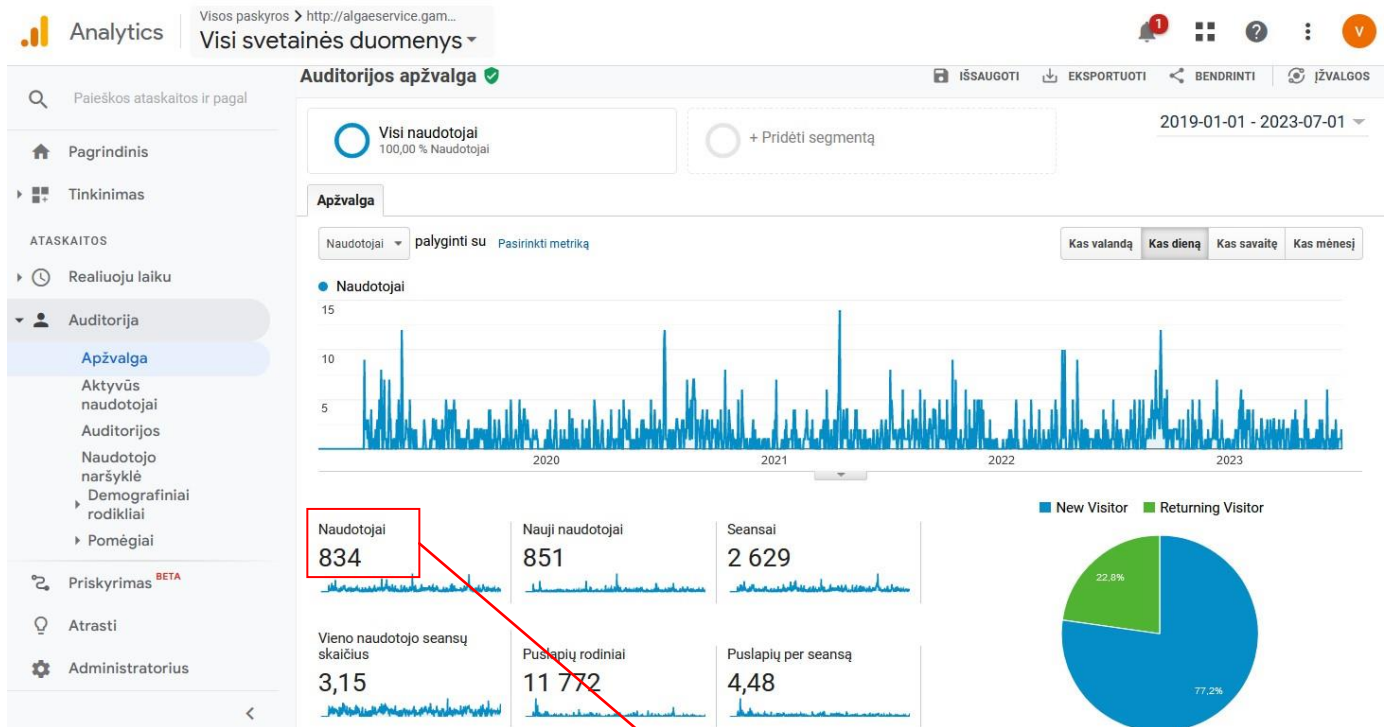 Analytics
Visos paskyros > http://algaeservice.gam...
Visi svetainės duomenys
1
V
Paieškos ataskaitos ir pagal
Pagrindinis
Tinkinimas
ATASKAITOS
Realiuoju laiku
Auditorija
Apžvalga
Aktyvūs
naudotojai
Auditorijos
Naudotojo
naršyklė
Demografiniai
rodikliai
Pomėgiai
Priskyrimas BETA
Atrasti
Administratorius
Auditorijos apžvalga
IŠSAUGOTI
EKSPORTUOTI
BENDRINTI
ĮŽVALGOS
Visi naudotojai
100,00 % Naudotojai
+ Pridėti segmentą
2019-01-01 - 2023-07-01
Apžvalga
Naudotojai palyginti su Pasirinkti metriką
Kas valandą Kas dieną Kas savaitę Kas mėnesį
Naudotojai
15
10
5
2020 2021 2022 2023
Naudotojai
834
Nauji naudotojai
851
Seansai
2 629
Vieno naudotojo seansų
skaičius
3,15
Puslapių rodiniai
11 772
Puslapių per seansą
4,48
New Visitor Returning Visitor
22,8%
77,2%